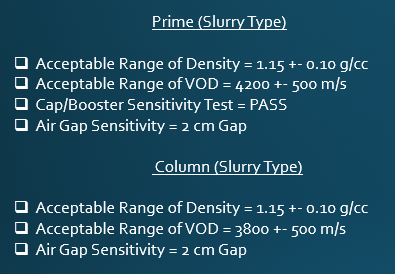 Prime (Slurry Type)
Acceptable Range of Density = 1.15 +- 0.10 g/cc
Acceptable Range of VOD = 4200 +- 500 m/s
Cap/Booster Sensitivity Test = PASS
Air Gap Sensitivity = 2 cm Gap
Column (Slurry Type)
Acceptable Range of Density = 1.15 +- 0.10 g/cc
Acceptable Range of VOD = 3800 +- 500 m/s
Air Gap Sensitivity = 2 cm Gap